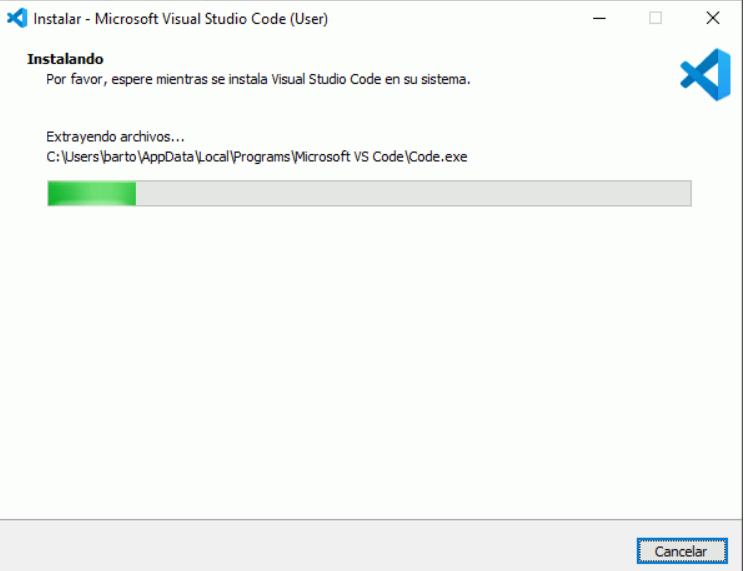 Instalar - Microsoft Visual Studio Code (User)
Instalando
Por favor, espere mientras se instala Visual Studio Code en su sistema.
Extrayendo archivos...
C:\Users\barto\AppData\Local\Programs\Microsoft VS Code\Code.exe
Cancelar